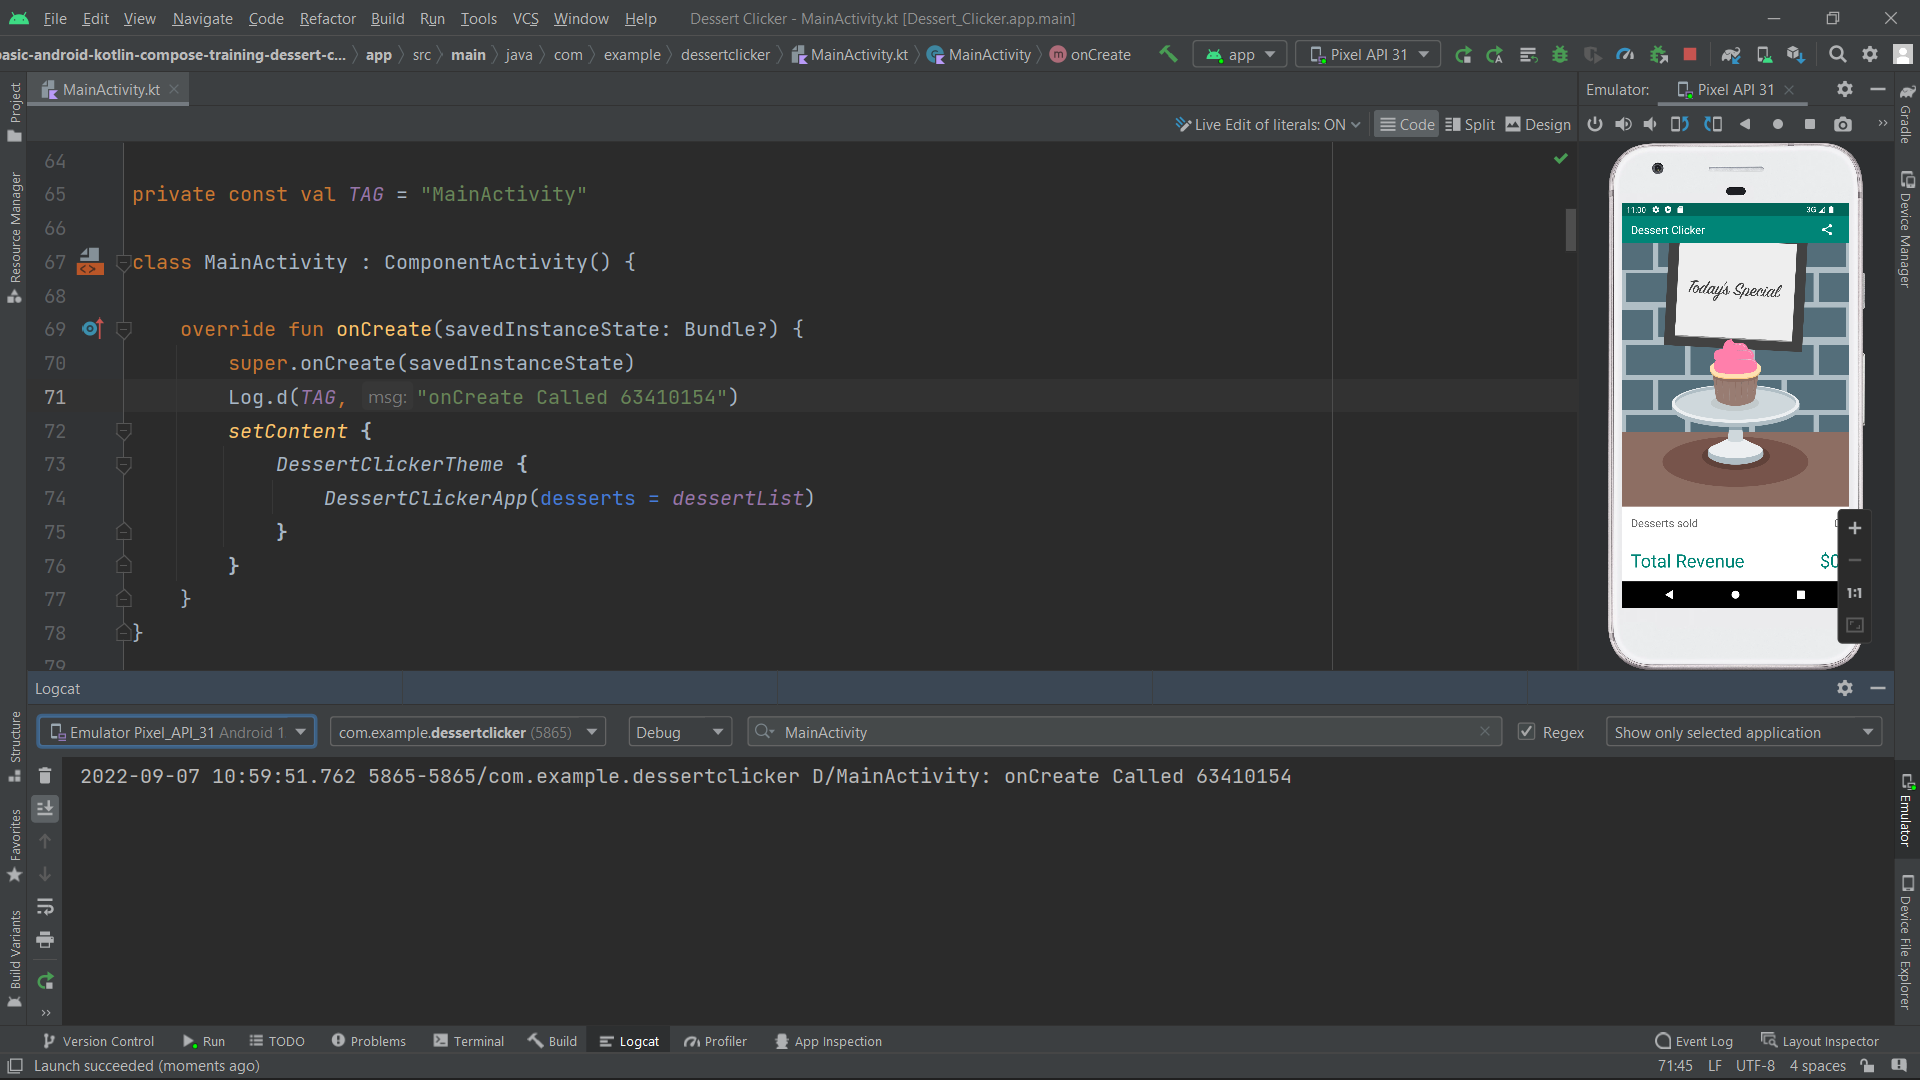 File Edit View Navigate Code Refactor Build Run Tools VCS Window Help Dessert Clicker - MainActivity.kt [Dessert_Clicker.app.main]
basic-android-kotlin-compose-training-dessert-c... app src main java com example dessertclicker MainActivity.kt MainActivity onCreate app Pixel API 31
MainActivity.kt
Emulator: Pixel API 31
Live Edit of literals: ON Code Split Design
Project
Resource Manager
Structure
Favorites
Build Variants
64
65 private const val TAG = "MainActivity"
66
67 class MainActivity : ComponentActivity() {
68
69 override fun onCreate(savedInstanceState: Bundle?) {
70 super.onCreate(savedInstanceState)
71 Log.d(TAG, msg: "onCreate Called 63410154")
72 setContent {
73 DessertClickerTheme {
74 DessertClickerApp(desserts = dessertList)
75 }
76 }
77 }
78 }
79
11:00 3G
Dessert Clicker
Today's Special
Desserts sold
Total Revenue $0
1:1
Gradle
Device Manager
Emulator
Device File Explorer
Logcat
Emulator Pixel_API_31 Android 1 com.example.dessertclicker (5865) Debug MainActivity Regex Show only selected application
2022-09-07 10:59:51.762 5865-5865/com.example.dessertclicker D/MainActivity: onCreate Called 63410154
Version Control Run TODO Problems Terminal Build Logcat Profiler App Inspection Event Log Layout Inspector
Launch succeeded (moments ago) 71:45 LF UTF-8 4 spaces